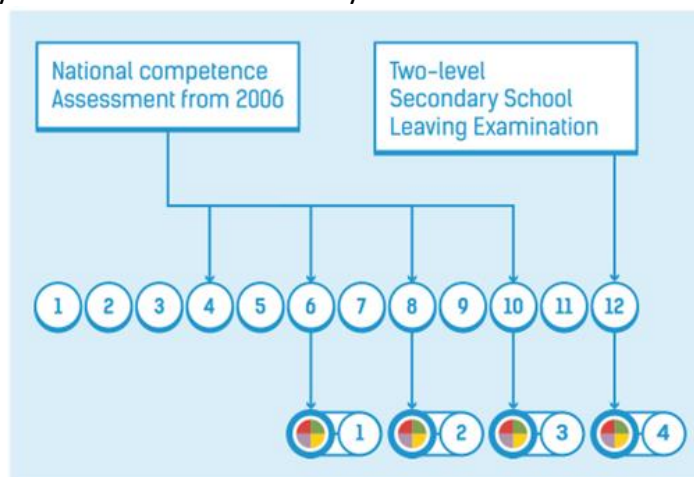 National competence
Assessment from 2006
Two-level
Secondary School
Leaving Examination
1 2 3 4 5 6 7 8 9 10 11 12
1 2 3 4